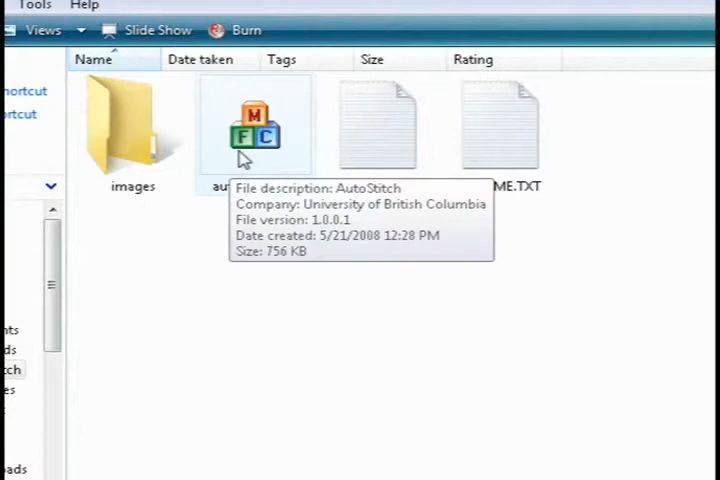 Tools Help
Views Slide Show Burn
Name Date taken Tags Size Rating
hortcut
hortcut
M
F C
images au ME.TXT
File description: AutoStitch
Company: University of British Columbia
File version: 1.0.0.1
Date created: 5/21/2008 12:28 PM
Size: 756 KB
nts
ds
tch
es
oads